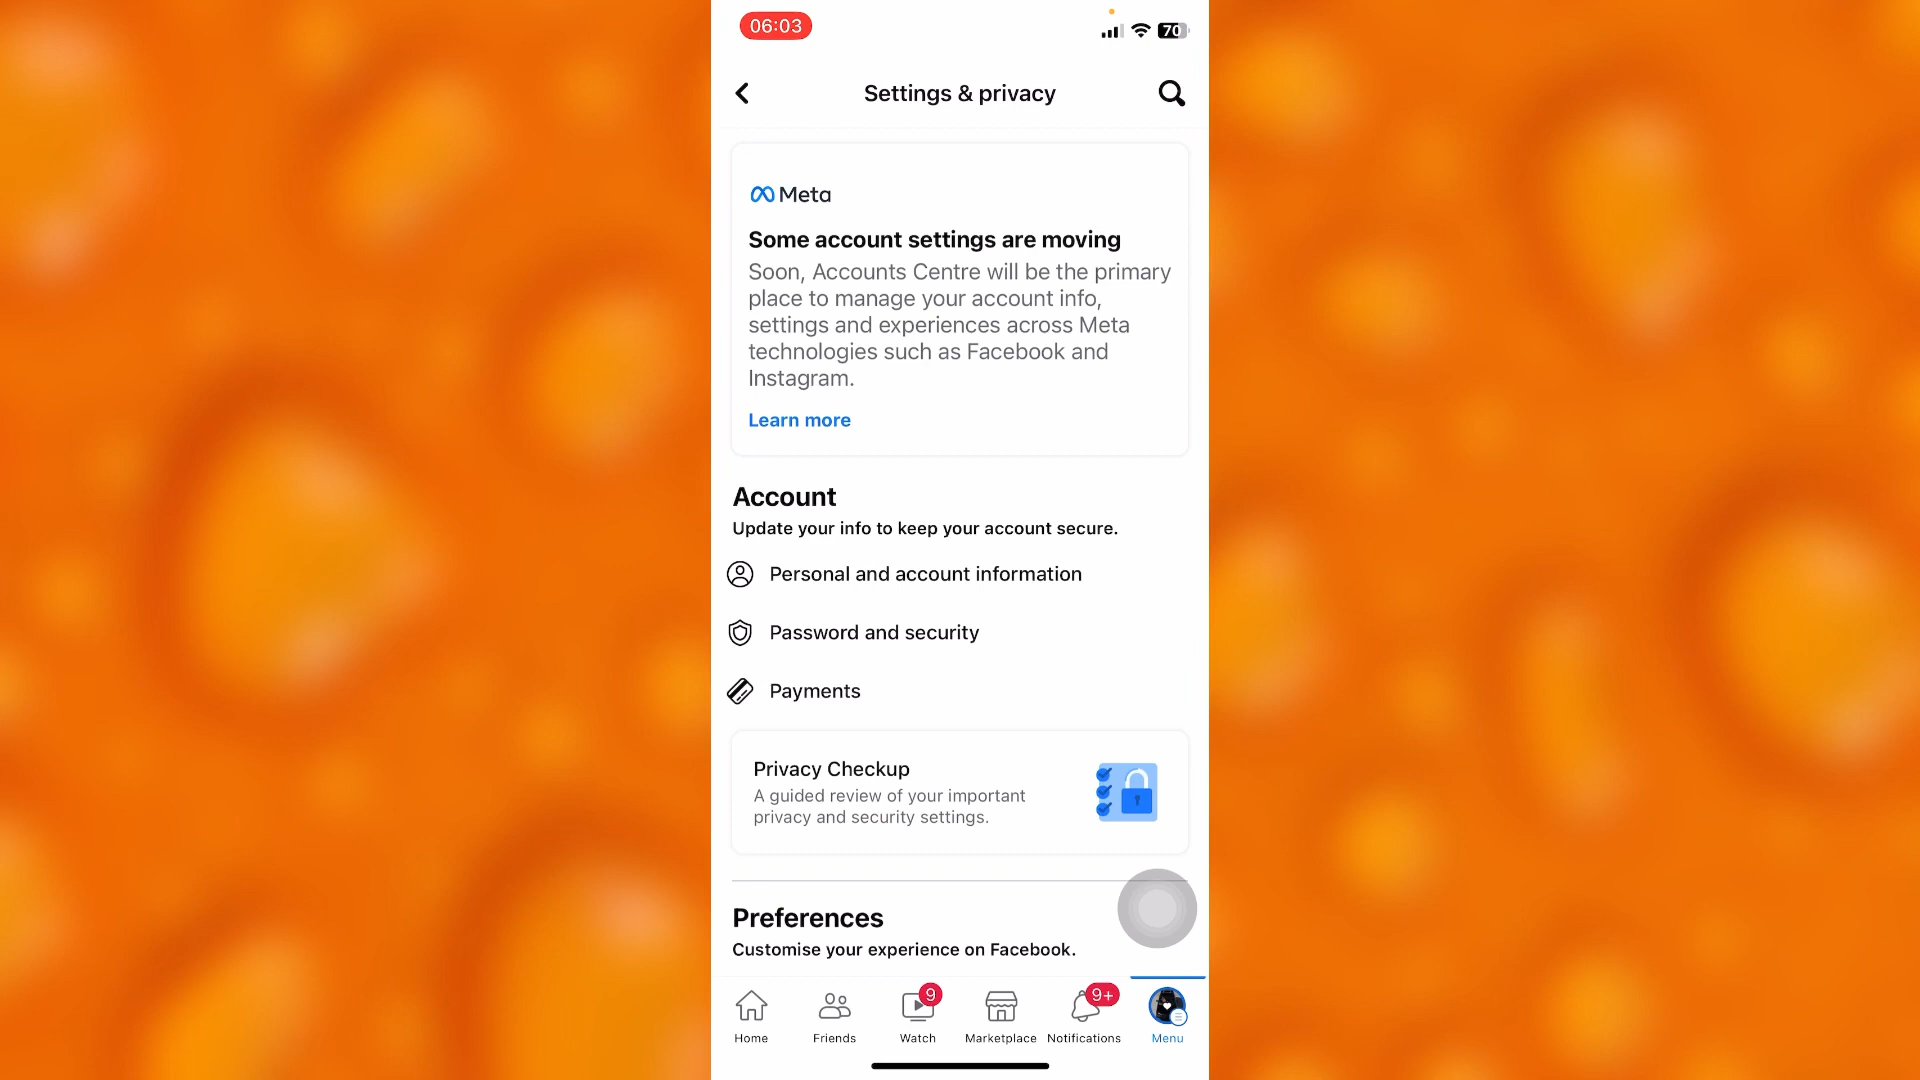 06:03
70
Settings & privacy
Meta
Some account settings are moving
Soon, Accounts Centre will be the primary
place to manage your account info,
settings and experiences across Meta
technologies such as Facebook and
Instagram.
Learn more
Account
Update your info to keep your account secure.
Personal and account information
Password and security
Payments
Privacy Checkup
A guided review of your important
privacy and security settings.
Preferences
Customise your experience on Facebook.
9
9+
Home
Friends
Watch
Marketplace
Notifications
Menu